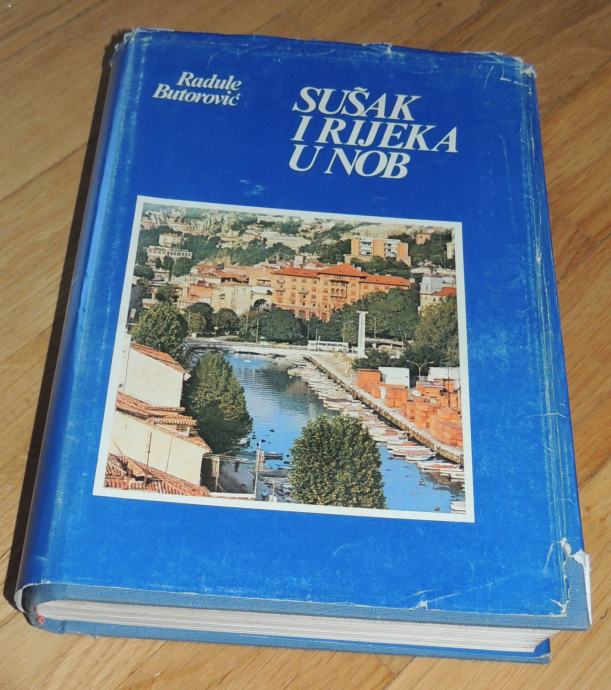 Radule
Butorović
SUŠAK
I RIJEKA
U NOB